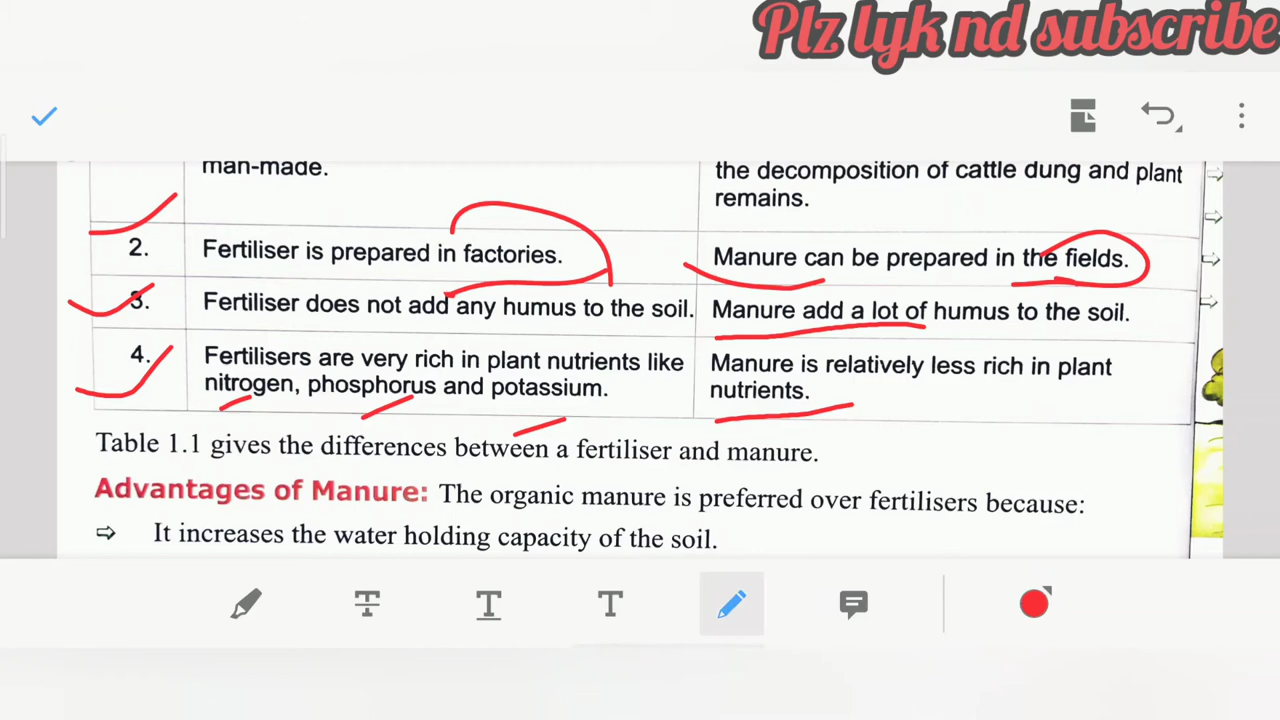 Plz lyk nd subscribe
man-made.
the decomposition of cattle dung and plant
remains.
2.
Fertiliser is prepared in factories.
Manure can be prepared in the fields.
3.
Fertiliser does not add any humus to the soil.
Manure add a lot of humus to the soil.
4.
Fertilisers are very rich in plant nutrients like
nitrogen, phosphorus and potassium.
Manure is relatively less rich in plant
nutrients.
Table 1.1 gives the differences between a fertiliser and manure.
Advantages of Manure: The organic manure is preferred over fertilisers because:
⇨ It increases the water holding capacity of the soil.
T
T
T